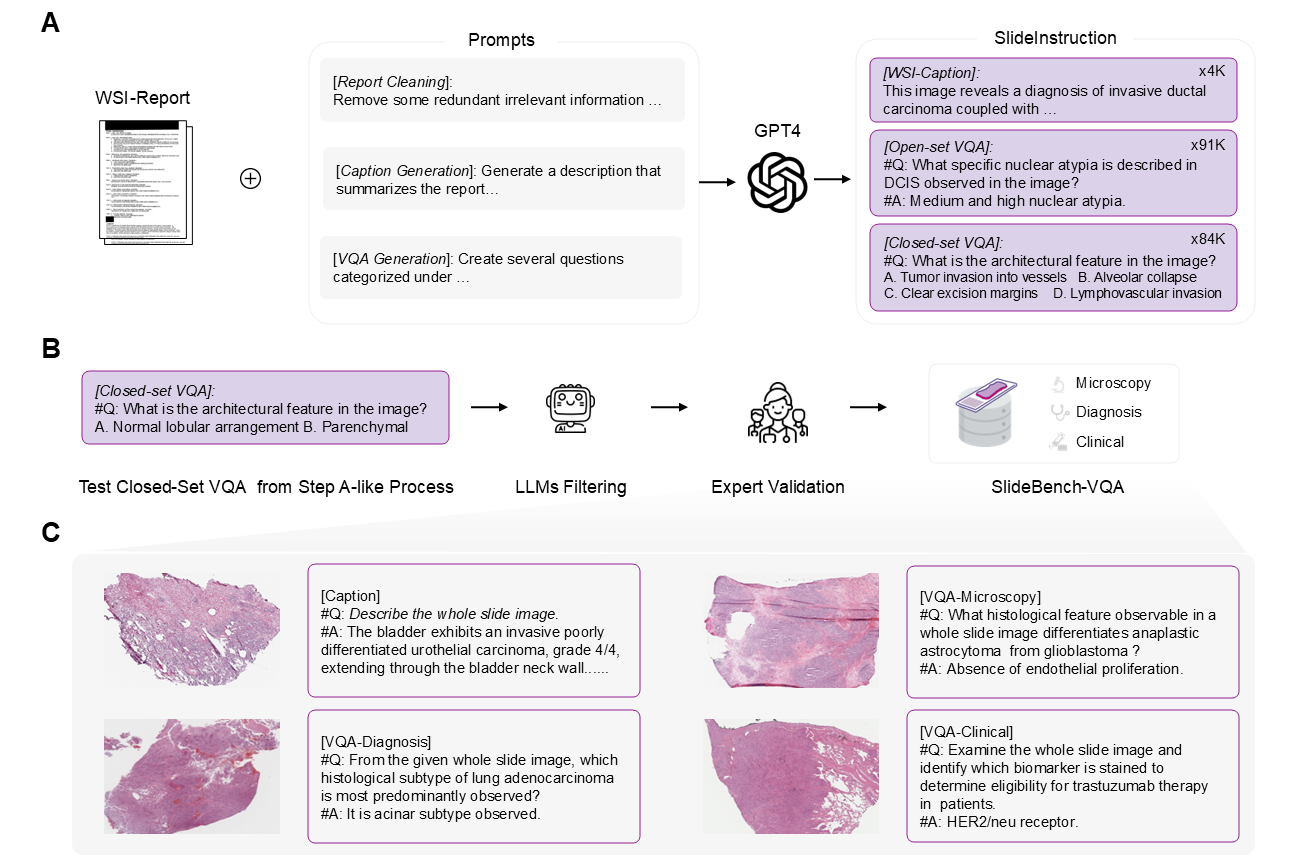 A
WSI-Report
Prompts
[Report Cleaning]:
Remove some redundant irrelevant information …
[Caption Generation]: Generate a description that
summarizes the report…
[VQA Generation]: Create several questions
categorized under …
GPT4
SlideInstruction
[WSI-Caption]: x4K
This image reveals a diagnosis of invasive ductal
carcinoma coupled with …
[Open-set VQA]: x91K
#Q: What specific nuclear atypia is described in
DCIS observed in the image?
#A: Medium and high nuclear atypia.
[Closed-set VQA]: x84K
#Q: What is the architectural feature in the image?
A. Tumor invasion into vessels B. Alveolar collapse
C. Clear excision margins D. Lymphovascular invasion
B
[Closed-set VQA]:
#Q: What is the architectural feature in the image?
A. Normal lobular arrangement B. Parenchymal
AI
Microscopy
Diagnosis
Clinical
Test Closed-Set VQA from Step A-like Process
LLMs Filtering
Expert Validation
SlideBench-VQA
C
[Caption]
#Q: Describe the whole slide image.
#A: The bladder exhibits an invasive poorly
differentiated urothelial carcinoma, grade 4/4,
extending through the bladder neck wall......
[VQA-Microscopy]
#Q: What histological feature observable in a
whole slide image differentiates anaplastic
astrocytoma from glioblastoma ?
#A: Absence of endothelial proliferation.
[VQA-Diagnosis]
#Q: From the given whole slide image, which
histological subtype of lung adenocarcinoma
is most predominantly observed?
#A: It is acinar subtype observed.
[VQA-Clinical]
#Q: Examine the whole slide image and
identify which biomarker is stained to
determine eligibility for trastuzumab therapy
in patients.
#A: HER2/neu receptor.